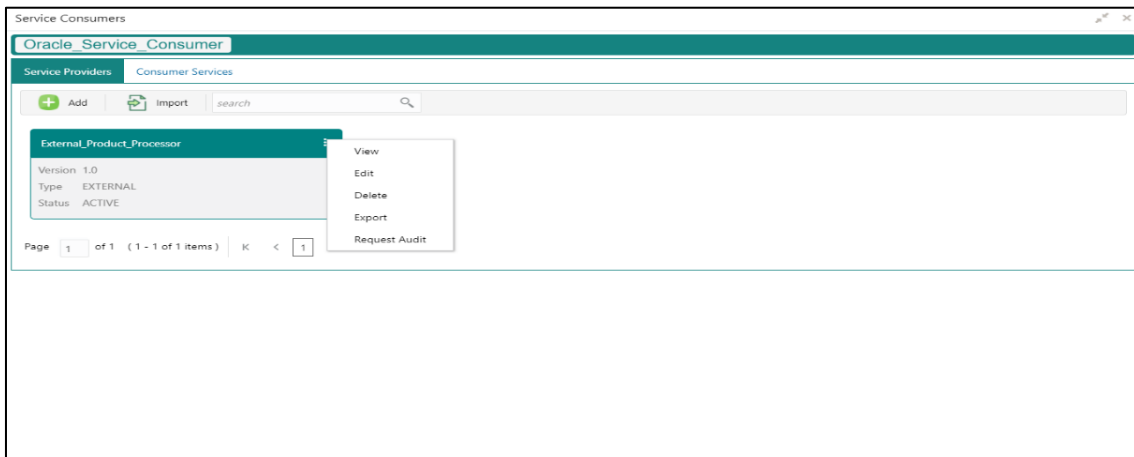 Service Consumers
Oracle_Service_Consumer
Service Providers Consumer Services
Add Import search
External_Product_Processor
Version 1.0
Type EXTERNAL
Status ACTIVE
View
Edit
Delete
Export
Request Audit
Page 1 of 1 ( 1 - 1 of 1 items ) K < 1